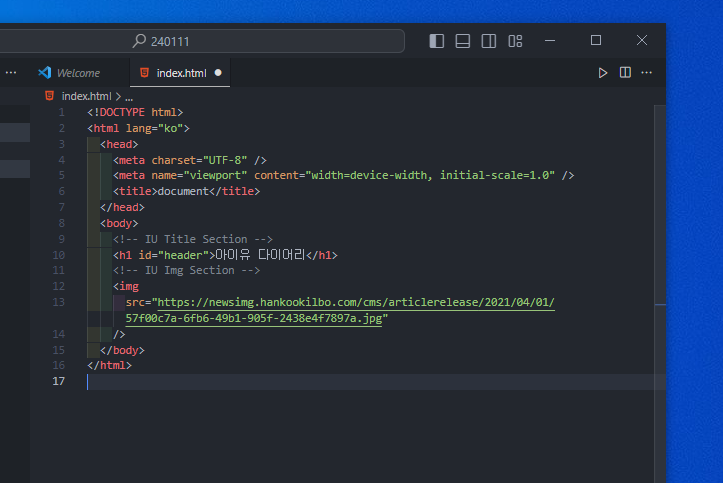 240111
Welcome
index.html
index.html > ...
1 <!DOCTYPE html>
2 <html lang="ko">
3 <head>
4 <meta charset="UTF-8" />
5 <meta name="viewport" content="width=device-width, initial-scale=1.0" />
6 <title>document</title>
7 </head>
8 <body>
9 <!-- IU Title Section -->
10 <h1 id="header">아이유 다이어리</h1>
11 <!-- IU Img Section -->
12 <img
13 src="https://newsimg.hankookilbo.com/cms/articlerelease/2021/04/01/
57f00c7a-6fb6-49b1-905f-2438e4f7897a.jpg"
14 />
15 </body>
16 </html>
17